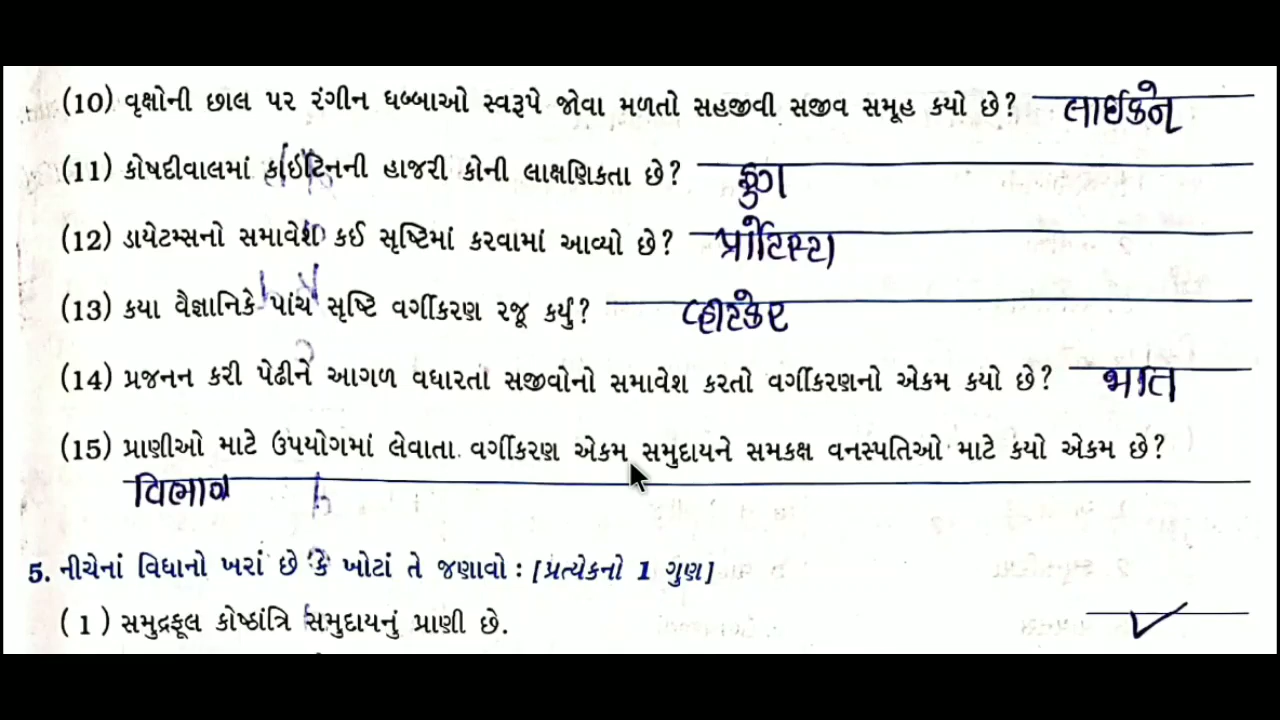 (10) વૃક્ષોની છાલ પર રંગીન ધબ્બાઓ સ્વરૂપે જોવા મળતો સહજીવી સજીવ સમૂહ કયો છે? લાઈકેન
(11) કોષદીવાલમાં કાઇટિનની હાજરી કોની લાક્ષણિકતા છે? ફુગ
(12) ડાયેટમ્સનો સમાવેશ કઈ સૃષ્ટિમાં કરવામાં આવ્યો છે? પ્રોટિસ્ટા
(13) કયા વૈજ્ઞાનિકે પાંચ સૃષ્ટિ વર્ગીકરણ રજૂ કર્યું? વ્હીટેકર
(14) પ્રજનન કરી પેઢીને આગળ વધારતા સજીવોનો સમાવેશ કરતો વર્ગીકરણનો એકમ કયો છે? જાતિ
(15) પ્રાણીઓ માટે ઉપયોગમાં લેવાતા વર્ગીકરણ એકમ સમુદાયને સમકક્ષ વનસ્પતિઓ માટે કયો એકમ છે?
વિભાગ
5. નીચેનાં વિધાનો ખરાં છે કે ખોટાં તે જણાવો : [પ્રત્યેકનો 1 ગુણ]
(1) સમુદ્રફૂલ કોષ્ઠાંત્રિ સમુદાયનું પ્રાણી છે. ✓